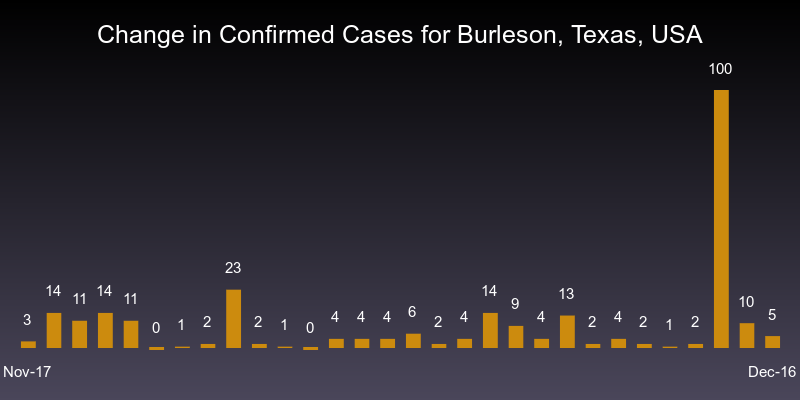 Change in Confirmed Cases for Burleson, Texas, USA
3 14 11 14 11 0 1 2 23 2 1 0 4 4 4 6 2 4 14 9 4 13 2 4 2 1 2 100 10 5
Nov-17 Dec-16